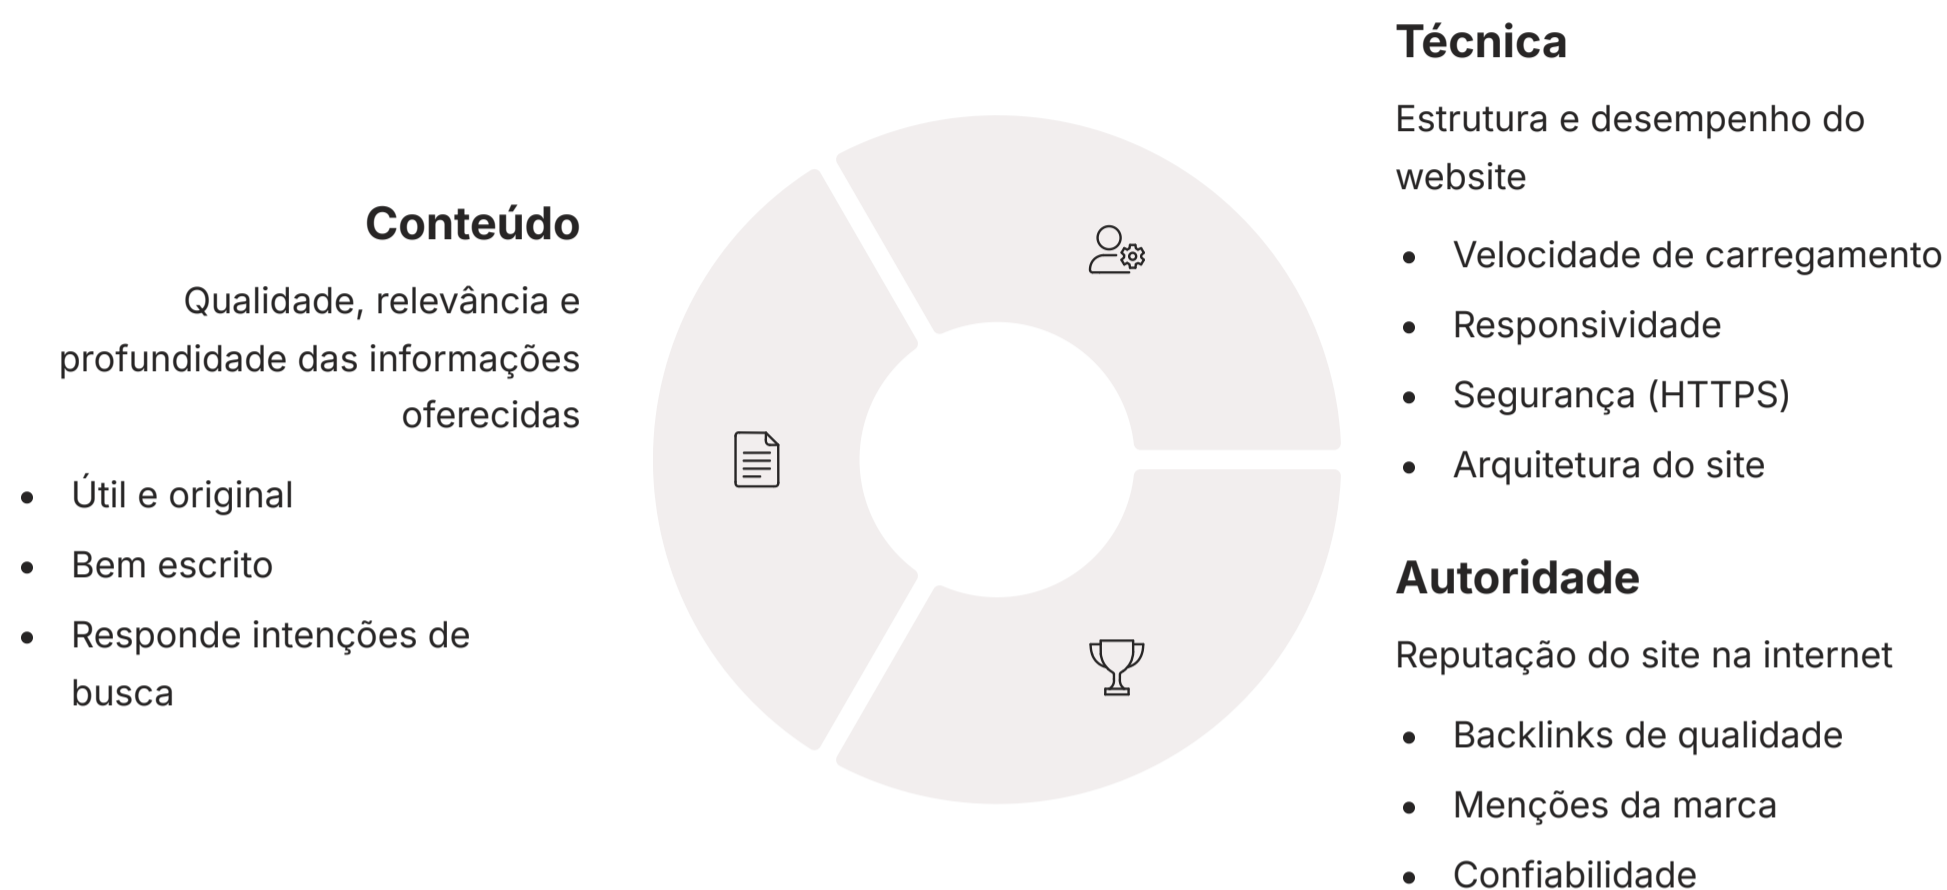 Técnica
Estrutura e desempenho do
website
• Velocidade de carregamento
• Responsividade
• Segurança (HTTPS)
• Arquitetura do site
Conteúdo
Qualidade, relevância e
profundidade das informações
oferecidas
• Útil e original
• Bem escrito
• Responde intenções de
busca
Autoridade
Reputação do site na internet
• Backlinks de qualidade
• Menções da marca
• Confiabilidade